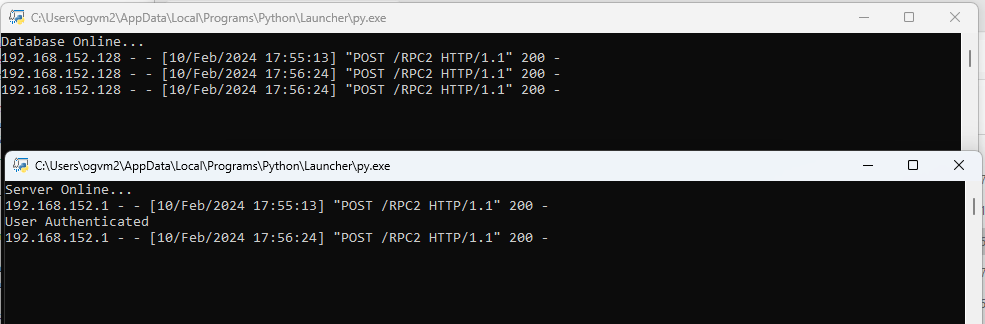 C:\Users\ogvm2\AppData\Local\Programs\Python\Launcher\py.exe
Database Online...
192.168.152.128 - - [10/Feb/2024 17:55:13] "POST /RPC2 HTTP/1.1" 200 -
192.168.152.128 - - [10/Feb/2024 17:56:24] "POST /RPC2 HTTP/1.1" 200 -
192.168.152.128 - - [10/Feb/2024 17:56:24] "POST /RPC2 HTTP/1.1" 200 -
C:\Users\ogvm2\AppData\Local\Programs\Python\Launcher\py.exe
Server Online...
192.168.152.1 - - [10/Feb/2024 17:55:13] "POST /RPC2 HTTP/1.1" 200 -
User Authenticated
192.168.152.1 - - [10/Feb/2024 17:56:24] "POST /RPC2 HTTP/1.1" 200 -